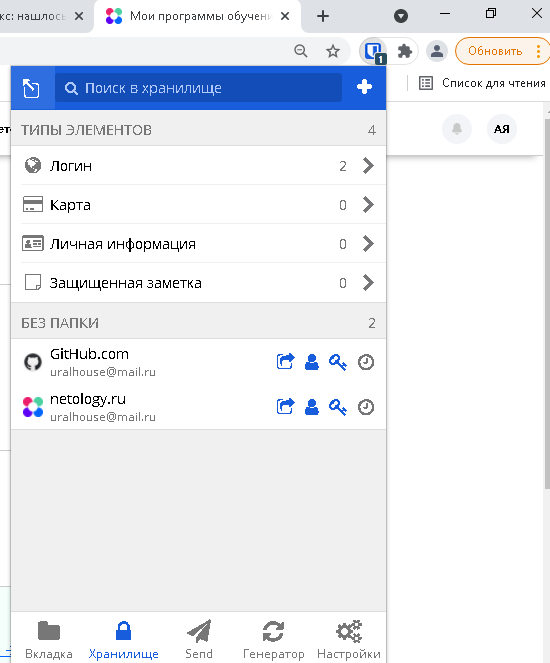 кс: нашлось
Мои программы обучени
1
Обновить
Список для чтения
АЯ
Поиск в хранилище
ТИПЫ ЭЛЕМЕНТОВ 4
Логин 2
Карта 0
Личная информация 0
Защищенная заметка 0
БЕЗ ПАПКИ 2
GitHub.com
uralhouse@mail.ru
netology.ru
uralhouse@mail.ru
Вкладка Хранилище Send Генератор Настройки